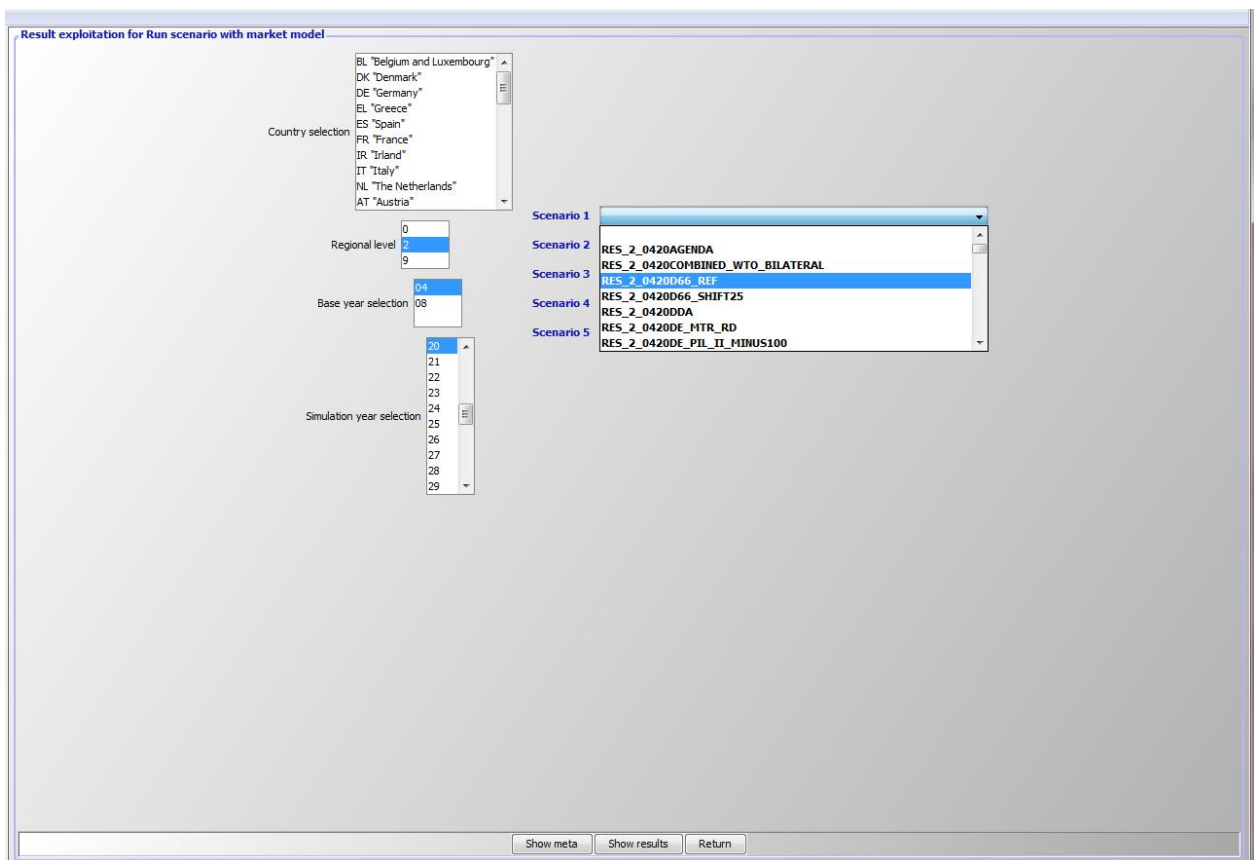 Result exploitation for Run scenario with market model
BL "Belgium and Luxembourg"
DK "Denmark"
DE "Germany"
EL "Greece"
ES "Spain"
FR "France"
IR "Irland"
IT "Italy"
NL "The Netherlands"
AT "Austria"
Country selection
Regional level
0
2
9
Base year selection
04
08
Simulation year selection
20
21
22
23
24
25
26
27
28
29
Scenario 1
Scenario 2
Scenario 3
Scenario 4
Scenario 5
RES_2_0420AGENDA
RES_2_0420COMBINED_WTO_BILATERAL
RES_2_0420D66_REF
RES_2_0420D66_SHIFT25
RES_2_0420DDA
RES_2_0420DE_MTR_RD
RES_2_0420DE_PIL_II_MINUS100
Show meta
Show results
Return